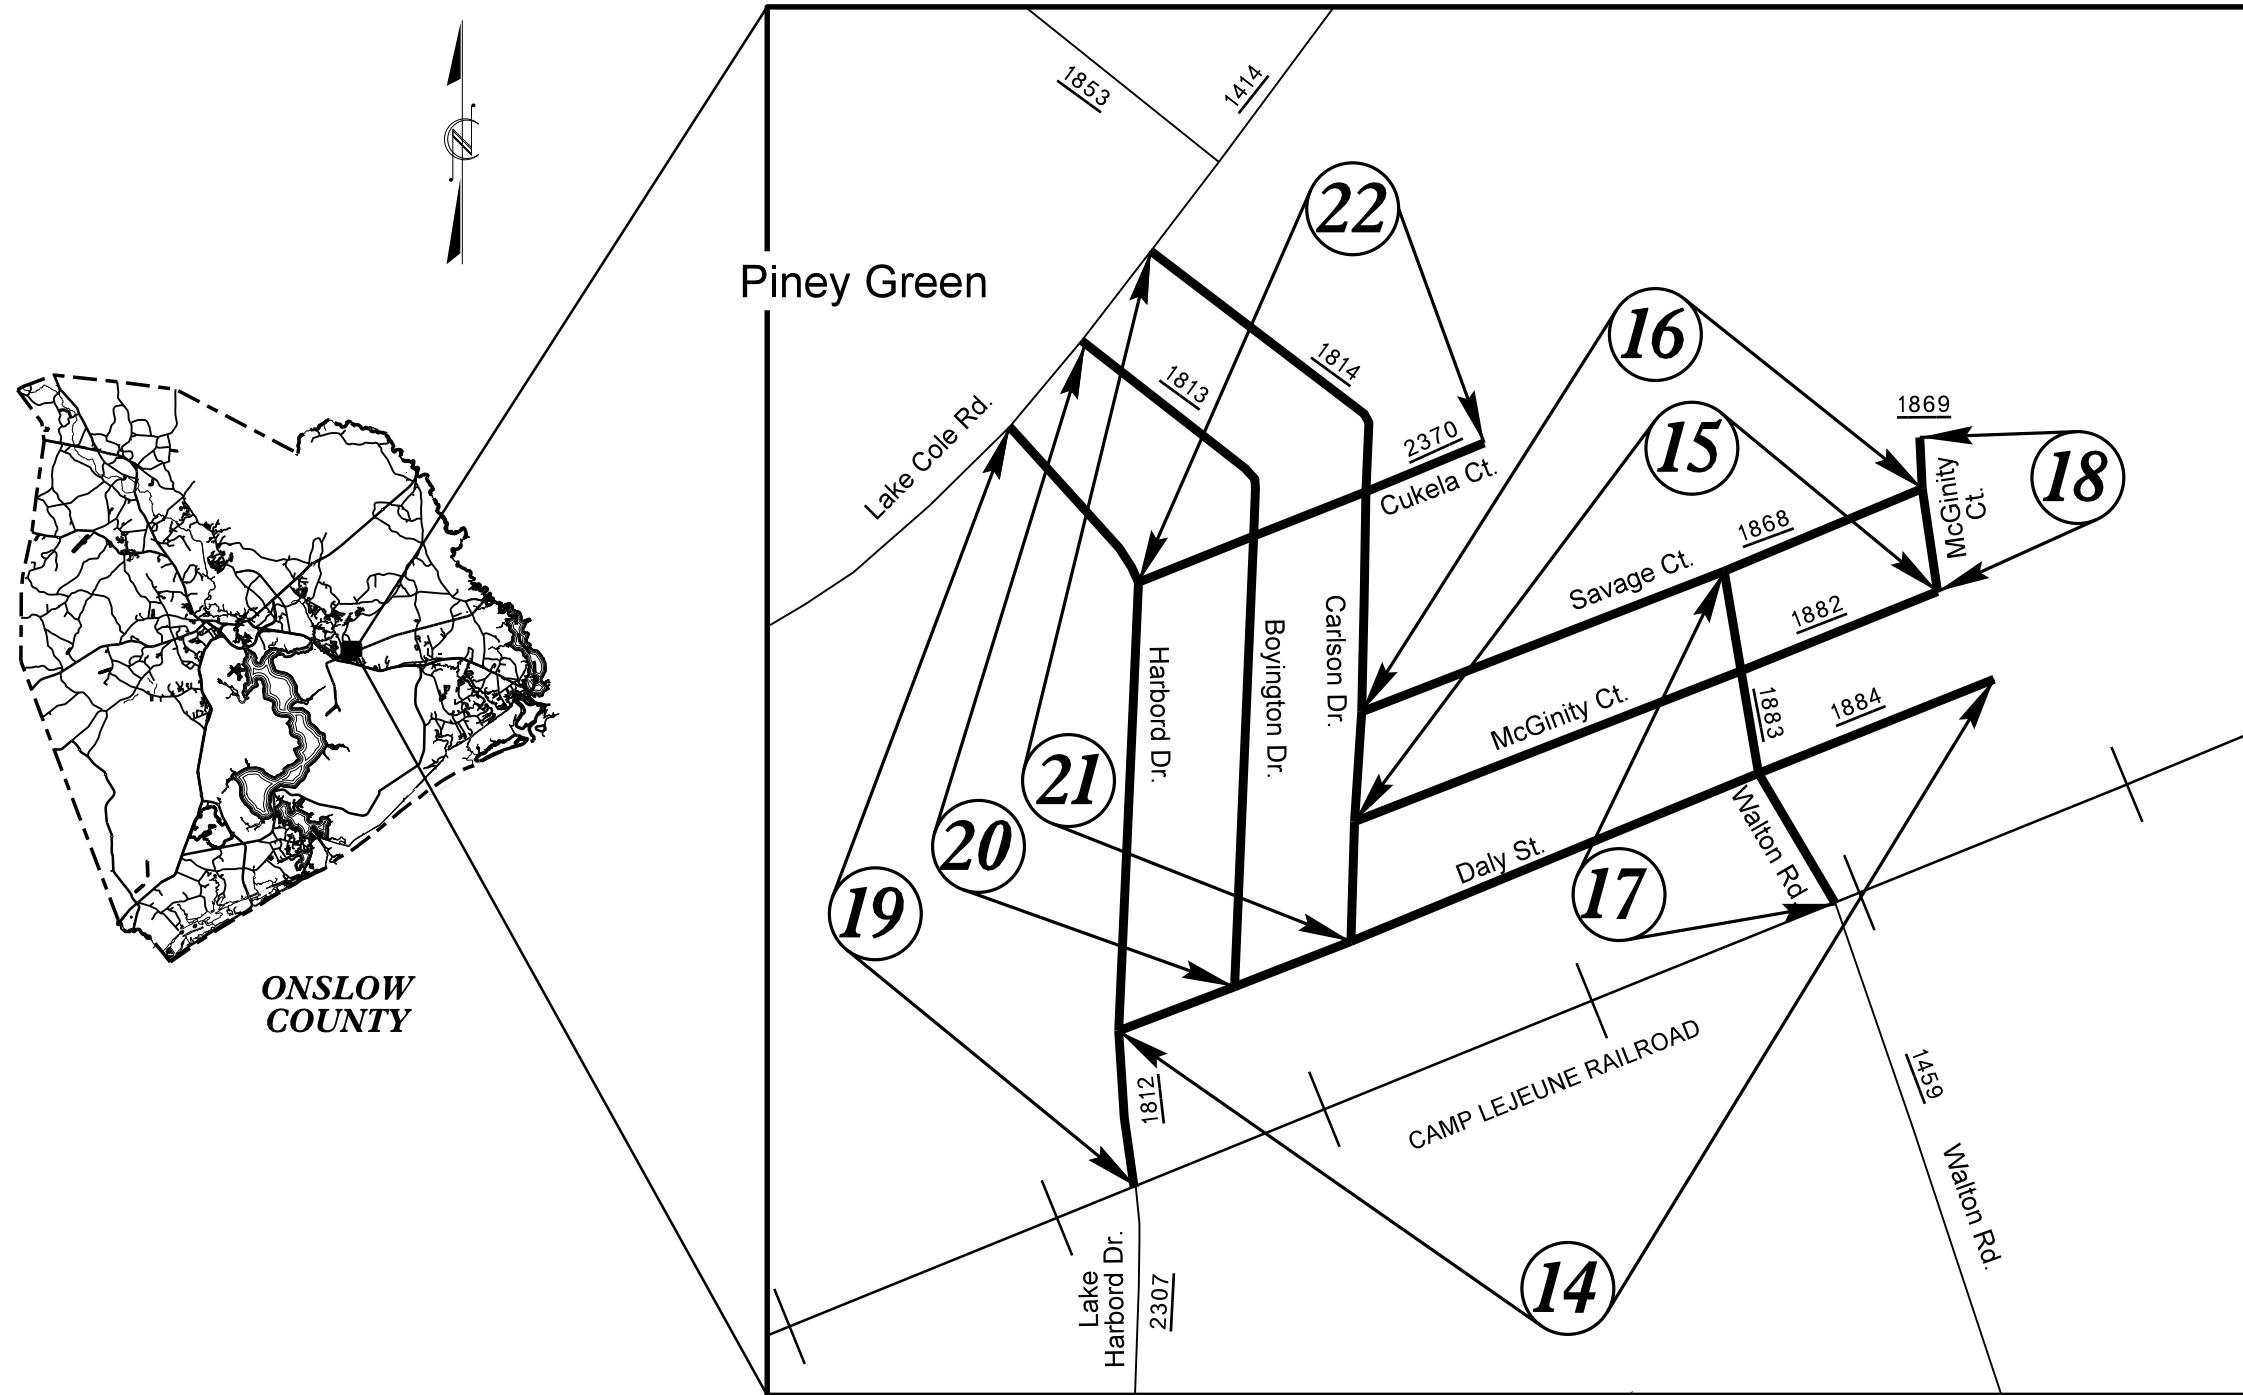 1853
1414
22
Piney Green
16
1814
1813
Lake Cole Rd.
1869
2370
15
18
Cukela Ct.
McGinity
Ct.
1868
Savage Ct.
1882
Carlson Dr.
Boyington Dr.
Harbord Dr.
McGinity Ct.
1883
1884
21
20
Walton Rd
Daly St.
19
17
ONSLOW
COUNTY
CAMP LEJEUNE RAILROAD
1812
1459
Walton Rd.
Lake
Harbord Dr.
2307
14